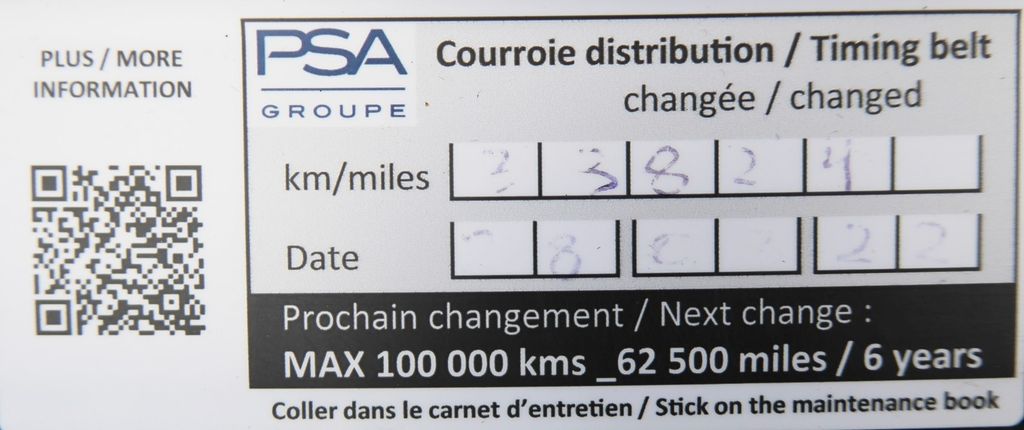 PLUS / MORE
INFORMATION
PSA
GROUPE
Courroie distribution / Timing belt
changée / changed
km/miles 3 8 2 4
Date 8 2 2
Prochain changement / Next change :
MAX 100 000 kms _62 500 miles / 6 years
Coller dans le carnet d'entretien / Stick on the maintenance book